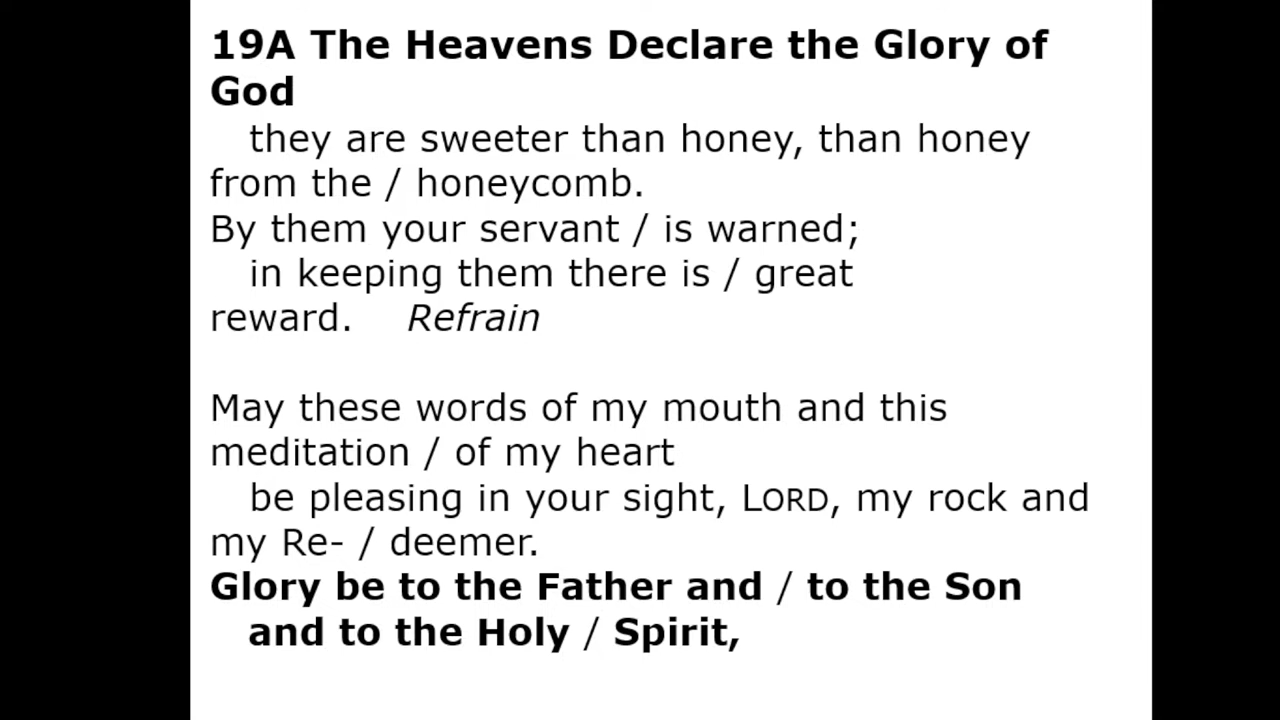 19A The Heavens Declare the Glory of
God
they are sweeter than honey, than honey
from the / honeycomb.
By them your servant / is warned;
in keeping them there is / great
reward. Refrain
May these words of my mouth and this
meditation / of my heart
be pleasing in your sight, LORD, my rock and
my Re- / deemer.
Glory be to the Father and / to the Son
and to the Holy / Spirit,